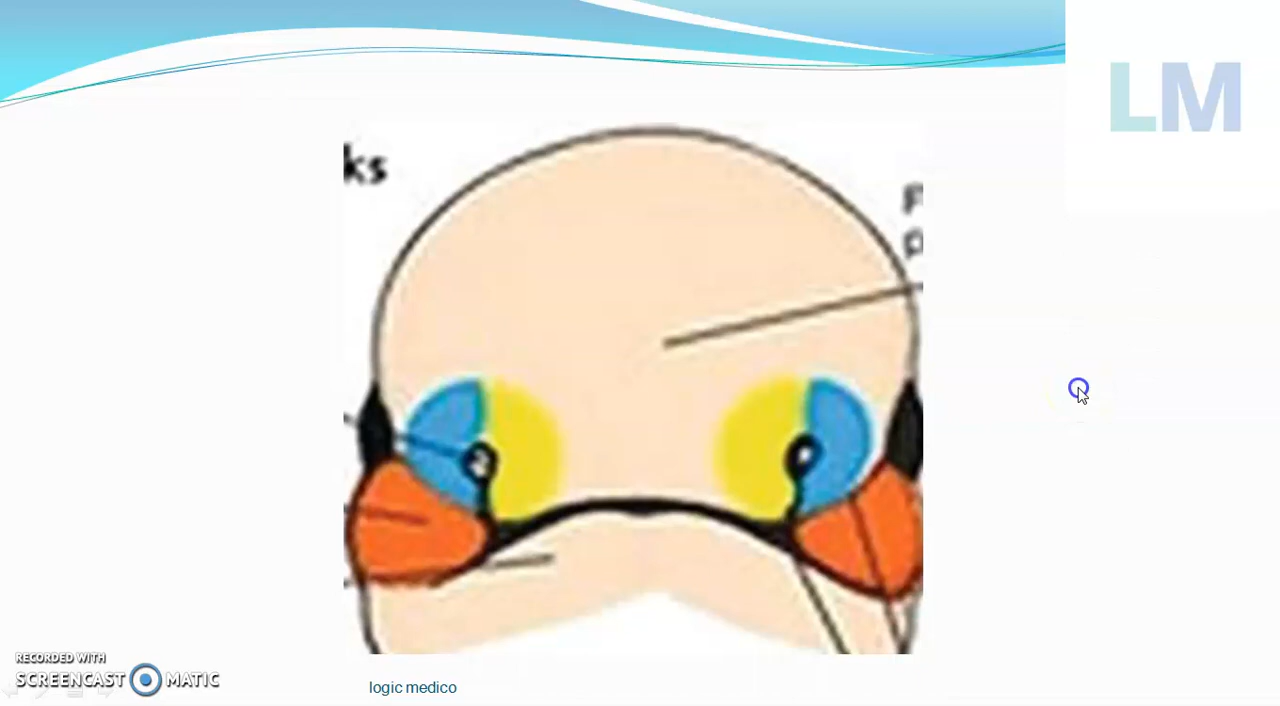 LM
ks
F
RECORDED WITH
SCREENCAST MATIC
logic medico